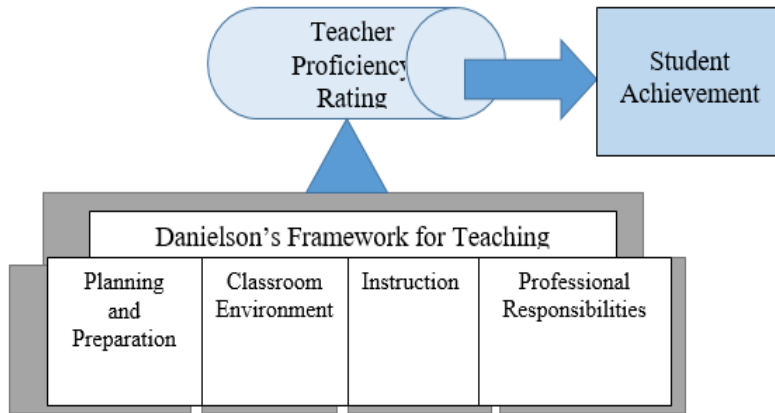 Teacher
Proficiency
Rating
Student
Achievement
Danielson's Framework for Teaching
Planning
and
Preparation
Classroom
Environment
Instruction
Professional
Responsibilities